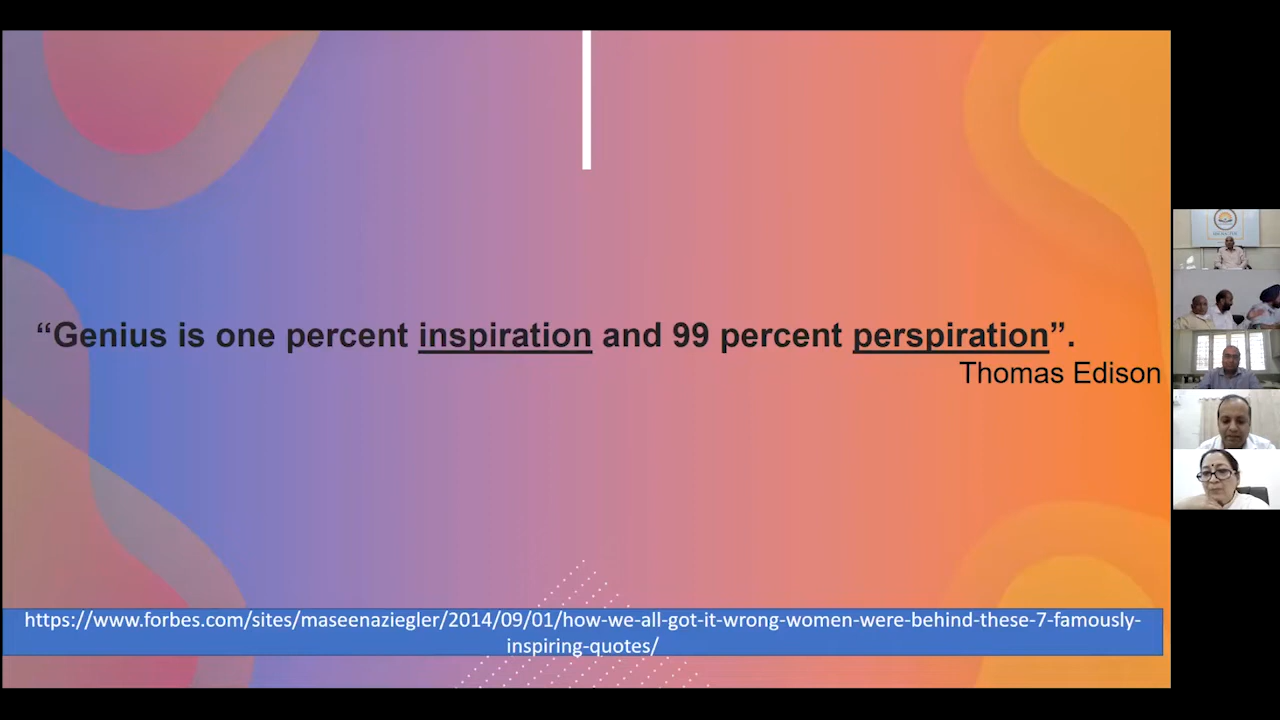 “Genius is one percent inspiration and 99 percent perspiration”.
Thomas Edison
https://www.forbes.com/sites/maseenaziegler/2014/09/01/how-we-all-got-it-wrong-women-were-behind-these-7-famously-
inspiring-quotes/